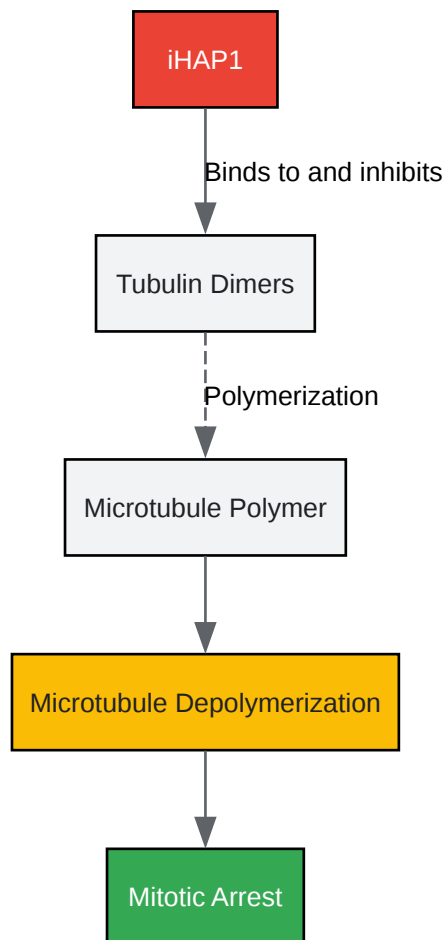 iHAP1
Binds to and inhibits
Tubulin Dimers
Polymerization
Microtubule Polymer
Microtubule Depolymerization
Mitotic Arrest